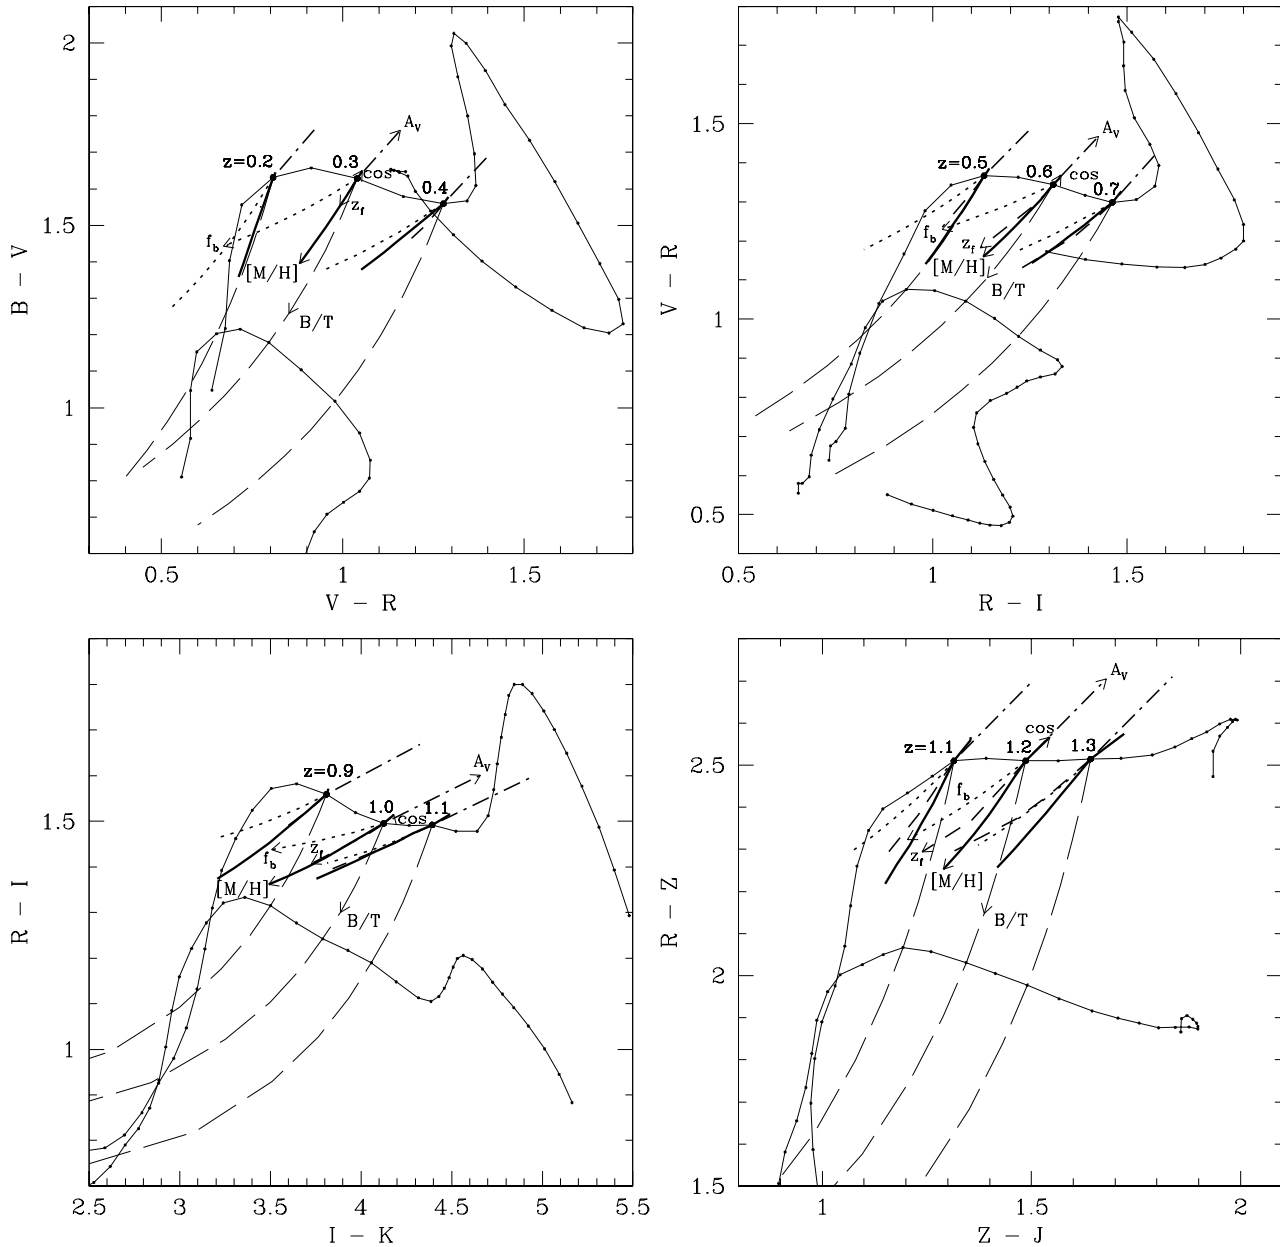 2
1.5
1
B - V
0.5
1
1.5
V - R
z=0.2
0.3
0.4
A_V
cos
z_f
f_b
[M/H]
B/T
1.5
1
0.5
V - R
0.5
1
1.5
R - I
z=0.5
0.6
0.7
A_V
cos
f_b
z_f
[M/H]
B/T
1.5
1
R - I
2.5
3
3.5
4
4.5
5
5.5
I - K
z=0.9
1.0
1.1
A_V
cos
z_f
f_b
[M/H]
B/T
2.5
2
1.5
R - Z
1
1.5
2
Z - J
z=1.1
1.2
1.3
A_V
cos
f_b
z_f
[M/H]
B/T